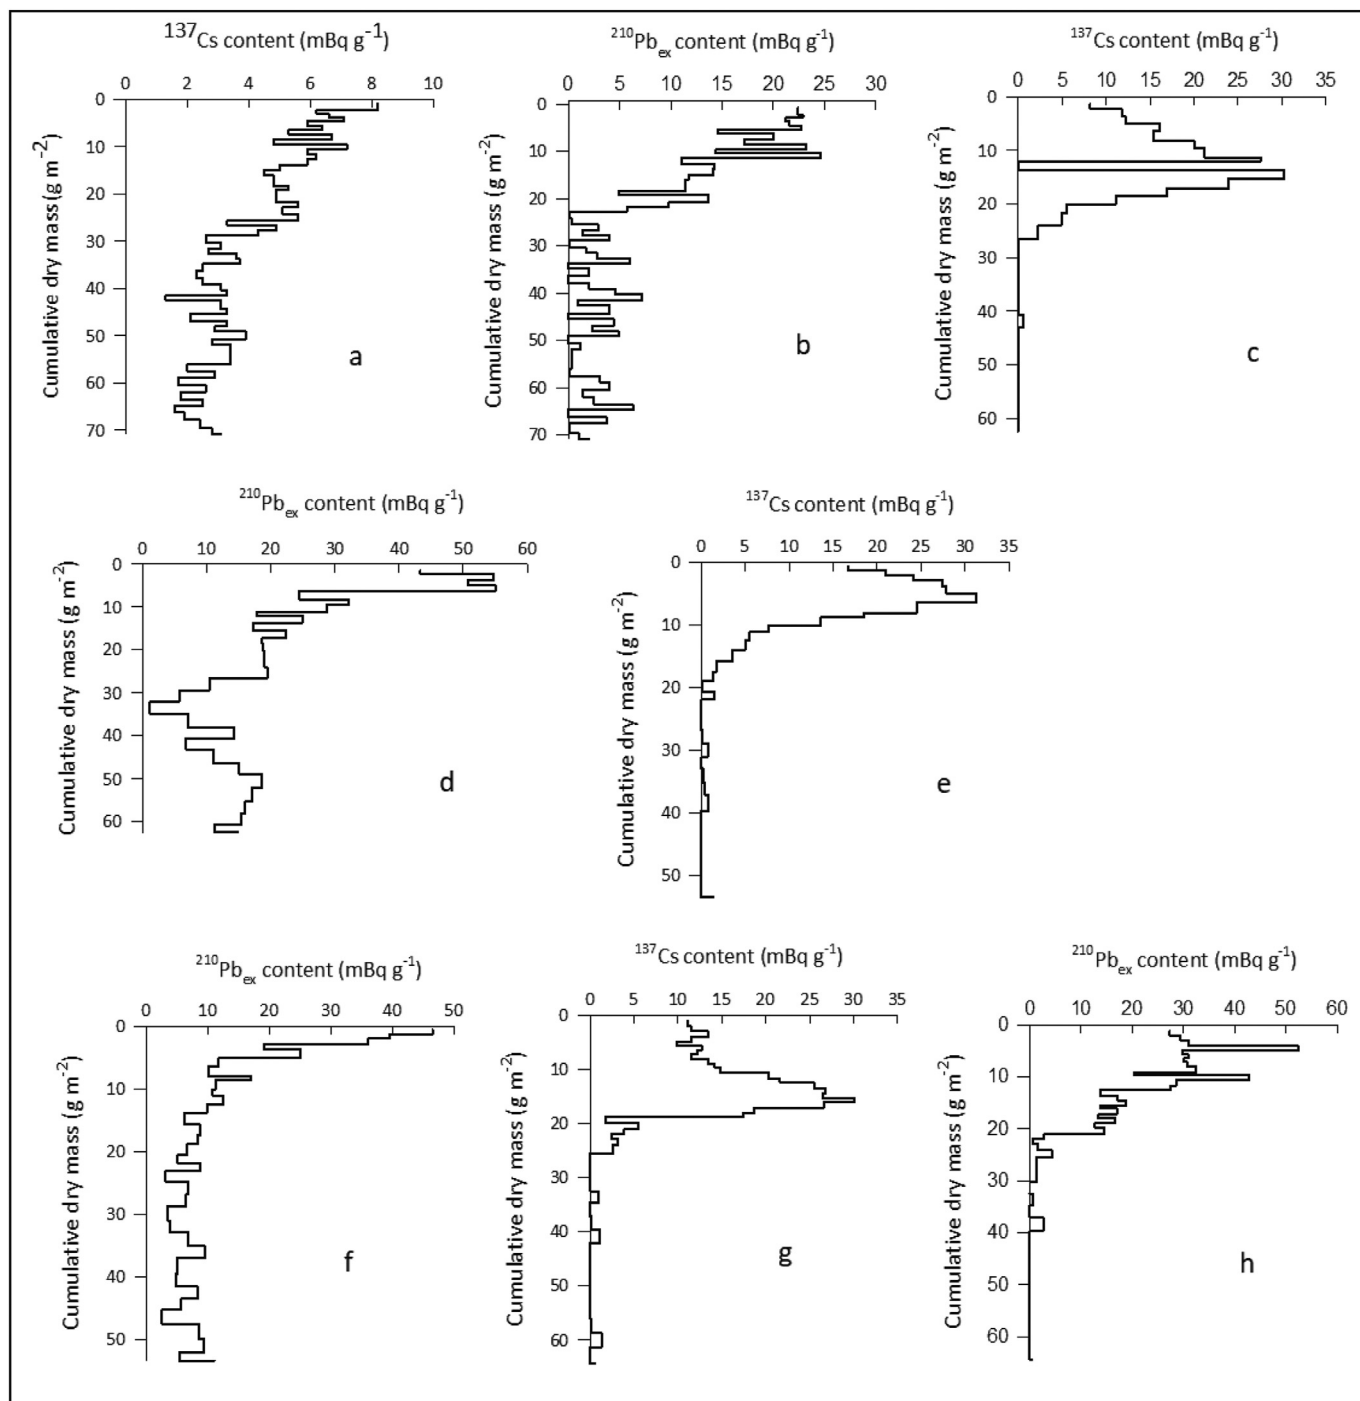 137Cs content (mBq g-1)
0 2 4 6 8 10
0
10
20
30
40
50
60
70
Cumulative dry mass (g m-2)
a
210Pbex content (mBq g-1)
0 5 10 15 20 25 30
0
10
20
30
40
50
60
70
Cumulative dry mass (g m-2)
b
137Cs content (mBq g-1)
0 5 10 15 20 25 30 35
0
10
20
30
40
50
60
Cumulative dry mass (g m-2)
c
210Pbex content (mBq g-1)
0 10 20 30 40 50 60
0
10
20
30
40
50
60
Cumulative dry mass (g m-2)
d
137Cs content (mBq g-1)
0 5 10 15 20 25 30 35
0
10
20
30
40
50
Cumulative dry mass (g m-2)
e
210Pbex content (mBq g-1)
0 10 20 30 40 50
0
10
20
30
40
50
Cumulative dry mass (g m-2)
f
137Cs content (mBq g-1)
0 5 10 15 20 25 30 35
0
10
20
30
40
50
60
Cumulative dry mass (g m-2)
g
210Pbex content (mBq g-1)
0 10 20 30 40 50 60
0
10
20
30
40
50
60
Cumulative dry mass (g m-2)
h